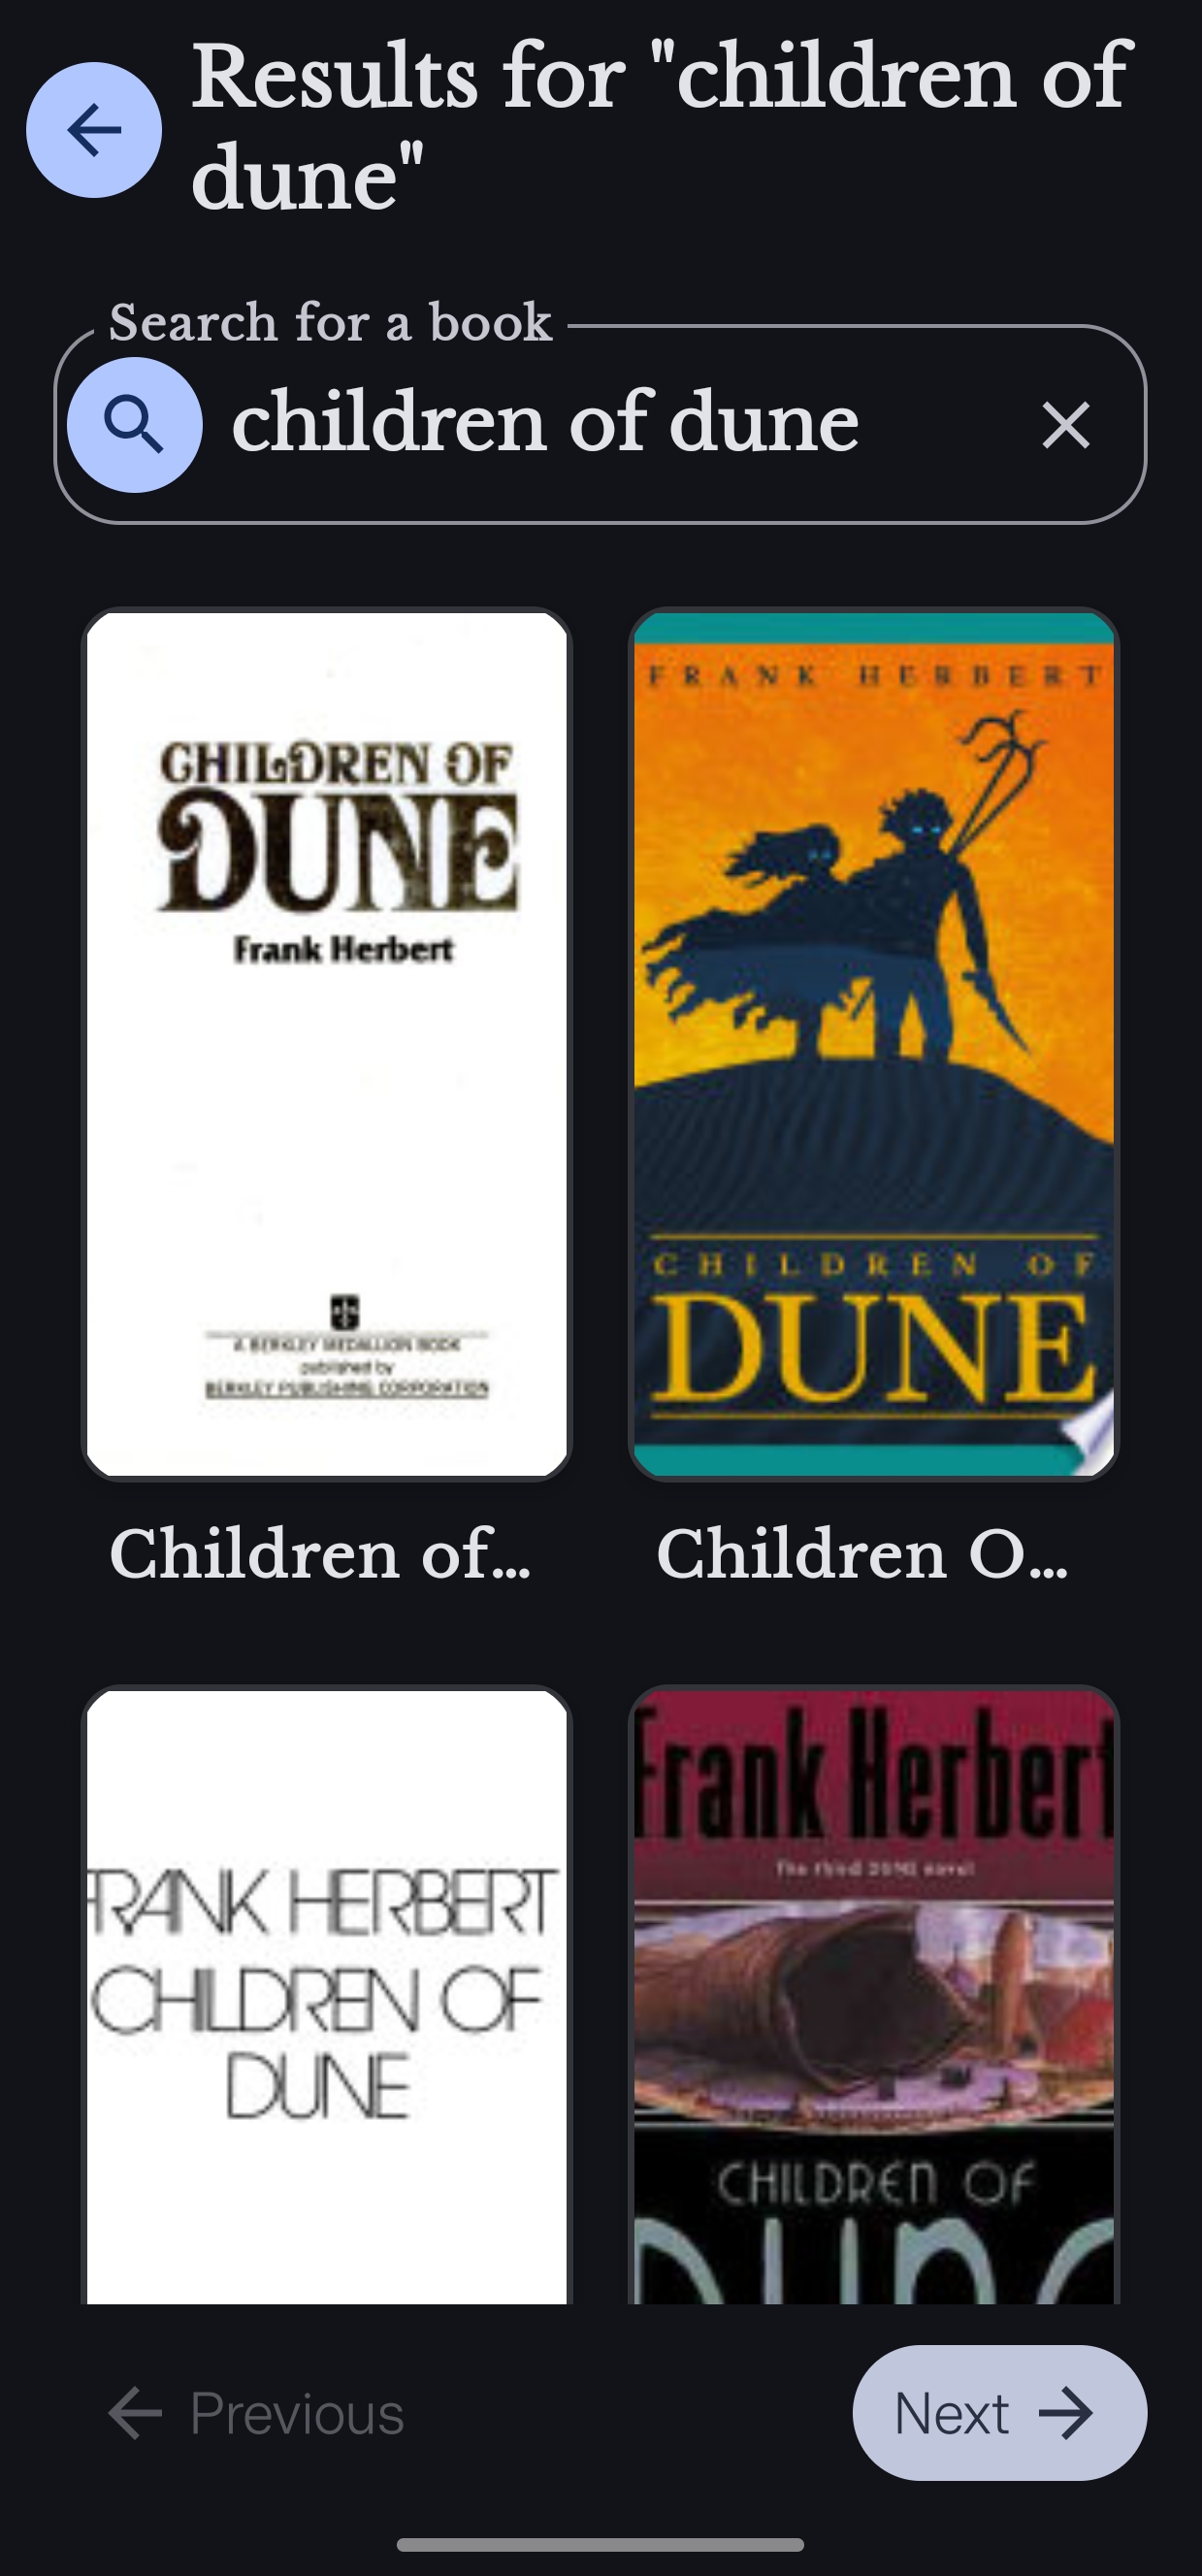 Results for "children of
dune"
Search for a book
children of dune
CHILDREN OF
DUNE
Frank Herbert
A BERKLEY MEDALLION BOOK
published by
BERKLEY PUBLISHING CORPORATION
FRANK HERBERT
CHILDREN OF
DUNE
Children of...
Children O...
FRANK HERBERT
CHILDREN OF
DUNE
Frank Herbert
The third DUNE novel
CHILDREN OF
DUNE
Previous
Next